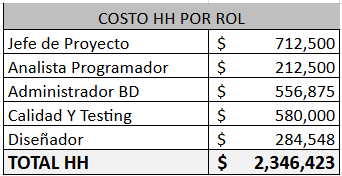 COSTO HH POR ROL
Jefe de Proyecto $ 712,500
Analista Programador $ 212,500
Administrador BD $ 556,875
Calidad Y Testing $ 580,000
Diseñador $ 284,548
TOTAL HH $ 2,346,423